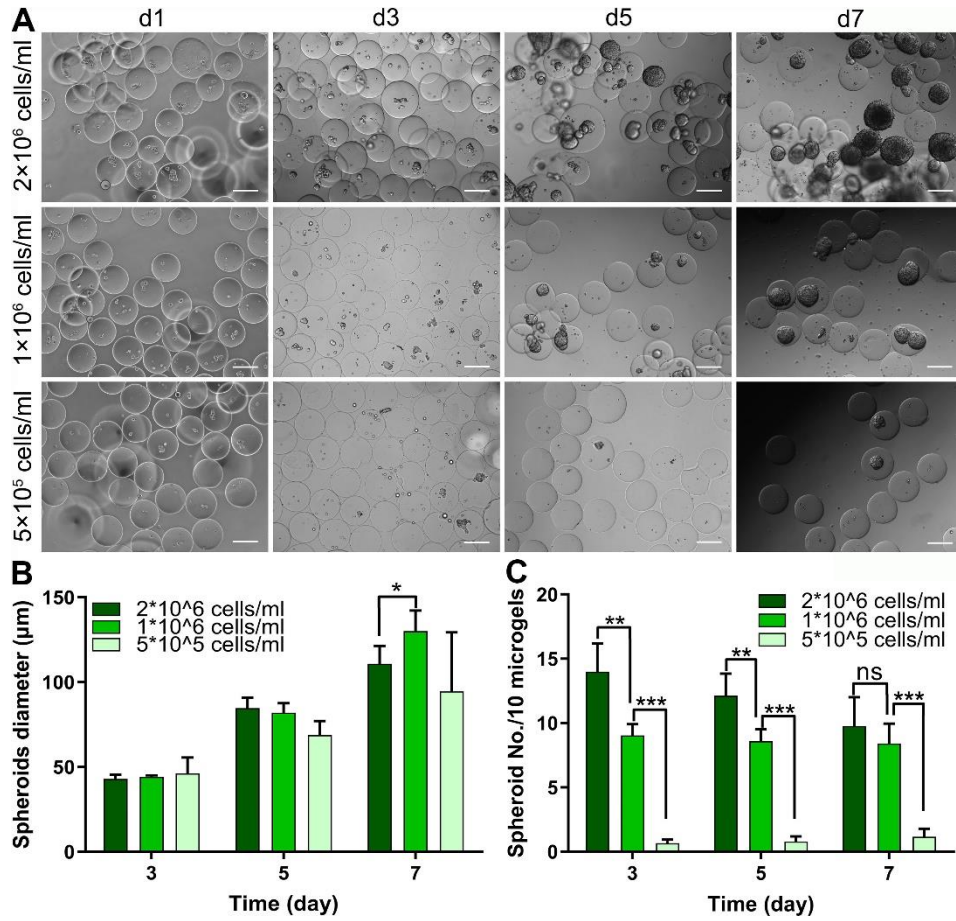 A
d1 d3 d5 d7
2×10⁶ cells/ml
1×10⁶ cells/ml
5×10⁵ cells/ml
B
2*10^6 cells/ml
1*10^6 cells/ml
5*10^5 cells/ml
*
Spheroids diameter (μm)
150
100
50
0
3 5 7
Time (day)
C
2*10^6 cells/ml
1*10^6 cells/ml
5*10^5 cells/ml
** *** ** *** ns ***
Spheroid No./10 microgels
20
15
10
5
0
3 5 7
Time (day)